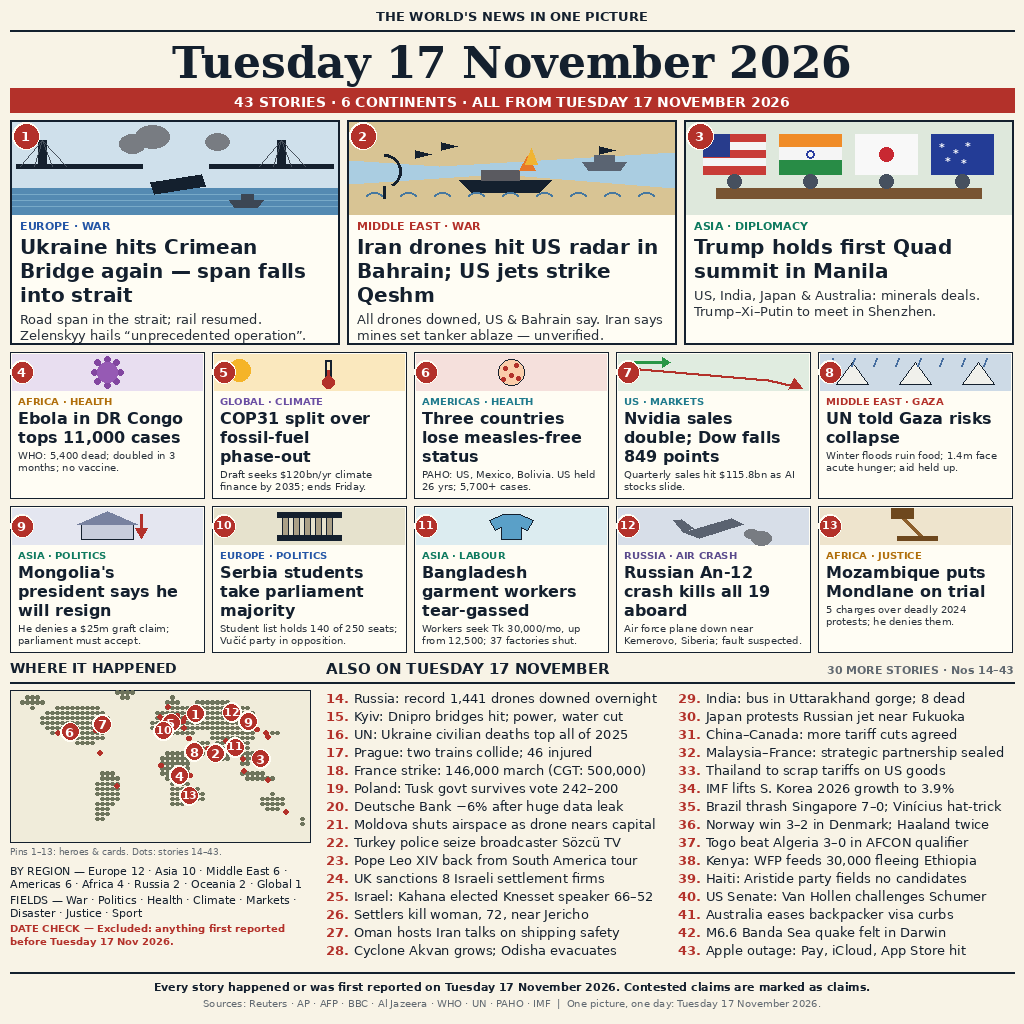 THE WORLD'S NEWS IN ONE PICTURE
Tuesday 17 November 2026
43 STORIES · 6 CONTINENTS · ALL FROM TUESDAY 17 NOVEMBER 2026
1
EUROPE · WAR
Ukraine hits Crimean
Bridge again — span falls
into strait
Road span in the strait; rail resumed.
Zelenskyy hails “unprecedented operation”.
2
MIDDLE EAST · WAR
Iran drones hit US radar in
Bahrain; US jets strike
Qeshm
All drones downed, US & Bahrain say. Iran says
mines set tanker ablaze — unverified.
3
ASIA · DIPLOMACY
Trump holds first Quad
summit in Manila
US, India, Japan & Australia: minerals deals.
Trump–Xi–Putin to meet in Shenzhen.
4
AFRICA · HEALTH
Ebola in DR Congo
tops 11,000 cases
WHO: 5,400 dead; doubled in 3
months; no vaccine.
5
GLOBAL · CLIMATE
COP31 split over
fossil-fuel
phase-out
Draft seeks $120bn/yr climate
finance by 2035; ends Friday.
6
AMERICAS · HEALTH
Three countries
lose measles-free
status
PAHO: US, Mexico, Bolivia. US held
26 yrs; 5,700+ cases.
7
US · MARKETS
Nvidia sales
double; Dow falls
849 points
Quarterly sales hit $115.8bn as AI
stocks slide.
8
MIDDLE EAST · GAZA
UN told Gaza risks
collapse
Winter floods ruin food; 1.4m face
acute hunger; aid held up.
9
ASIA · POLITICS
Mongolia's
president says he
will resign
He denies a $25m graft claim;
parliament must accept.
10
EUROPE · POLITICS
Serbia students
take parliament
majority
Student list holds 140 of 250 seats;
Vučić party in opposition.
11
ASIA · LABOUR
Bangladesh
garment workers
tear-gassed
Workers seek Tk 30,000/mo, up
from 12,500; 37 factories shut.
12
RUSSIA · AIR CRASH
Russian An-12
crash kills all 19
aboard
Air force plane down near
Kemerovo, Siberia; fault suspected.
13
AFRICA · JUSTICE
Mozambique puts
Mondlane on trial
5 charges over deadly 2024
protests; he denies them.
WHERE IT HAPPENED
1
12
7
5
9
6
10
11
8
2
3
4
13
Pins 1–13: heroes & cards. Dots: stories 14–43.
BY REGION — Europe 12 · Asia 10 · Middle East 6 ·
Americas 6 · Africa 4 · Russia 2 · Oceania 2 · Global 1
FIELDS — War · Politics · Health · Climate · Markets ·
Disaster · Justice · Sport
DATE CHECK — Excluded: anything first reported
before Tuesday 17 Nov 2026.
ALSO ON TUESDAY 17 NOVEMBER
30 MORE STORIES · Nos 14–43
14. Russia: record 1,441 drones downed overnight
15. Kyiv: Dnipro bridges hit; power, water cut
16. UN: Ukraine civilian deaths top all of 2025
17. Prague: two trains collide; 46 injured
18. France strike: 146,000 march (CGT: 500,000)
19. Poland: Tusk govt survives vote 242–200
20. Deutsche Bank −6% after huge data leak
21. Moldova shuts airspace as drone nears capital
22. Turkey police seize broadcaster Sözcü TV
23. Pope Leo XIV back from South America tour
24. UK sanctions 8 Israeli settlement firms
25. Israel: Kahana elected Knesset speaker 66–52
26. Settlers kill woman, 72, near Jericho
27. Oman hosts Iran talks on shipping safety
28. Cyclone Akvan grows; Odisha evacuates
29. India: bus in Uttarakhand gorge; 8 dead
30. Japan protests Russian jet near Fukuoka
31. China–Canada: more tariff cuts agreed
32. Malaysia–France: strategic partnership sealed
33. Thailand to scrap tariffs on US goods
34. IMF lifts S. Korea 2026 growth to 3.9%
35. Brazil thrash Singapore 7–0; Vinícius hat-trick
36. Norway win 3–2 in Denmark; Haaland twice
37. Togo beat Algeria 3–0 in AFCON qualifier
38. Kenya: WFP feeds 30,000 fleeing Ethiopia
39. Haiti: Aristide party fields no candidates
40. US Senate: Van Hollen challenges Schumer
41. Australia eases backpacker visa curbs
42. M6.6 Banda Sea quake felt in Darwin
43. Apple outage: Pay, iCloud, App Store hit
Every story happened or was first reported on Tuesday 17 November 2026. Contested claims are marked as claims.
Sources: Reuters · AP · AFP · BBC · Al Jazeera · WHO · UN · PAHO · IMF | One picture, one day: Tuesday 17 November 2026.